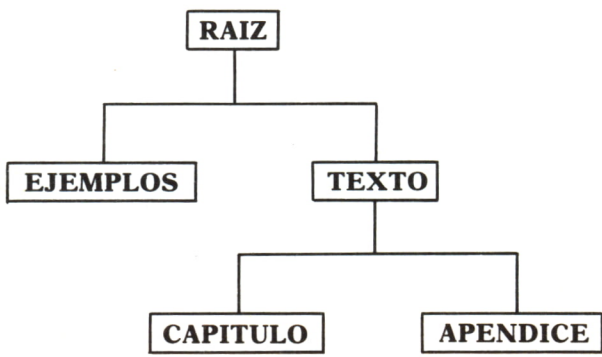 RAIZ
EJEMPLOS
TEXTO
CAPITULO
APENDICE